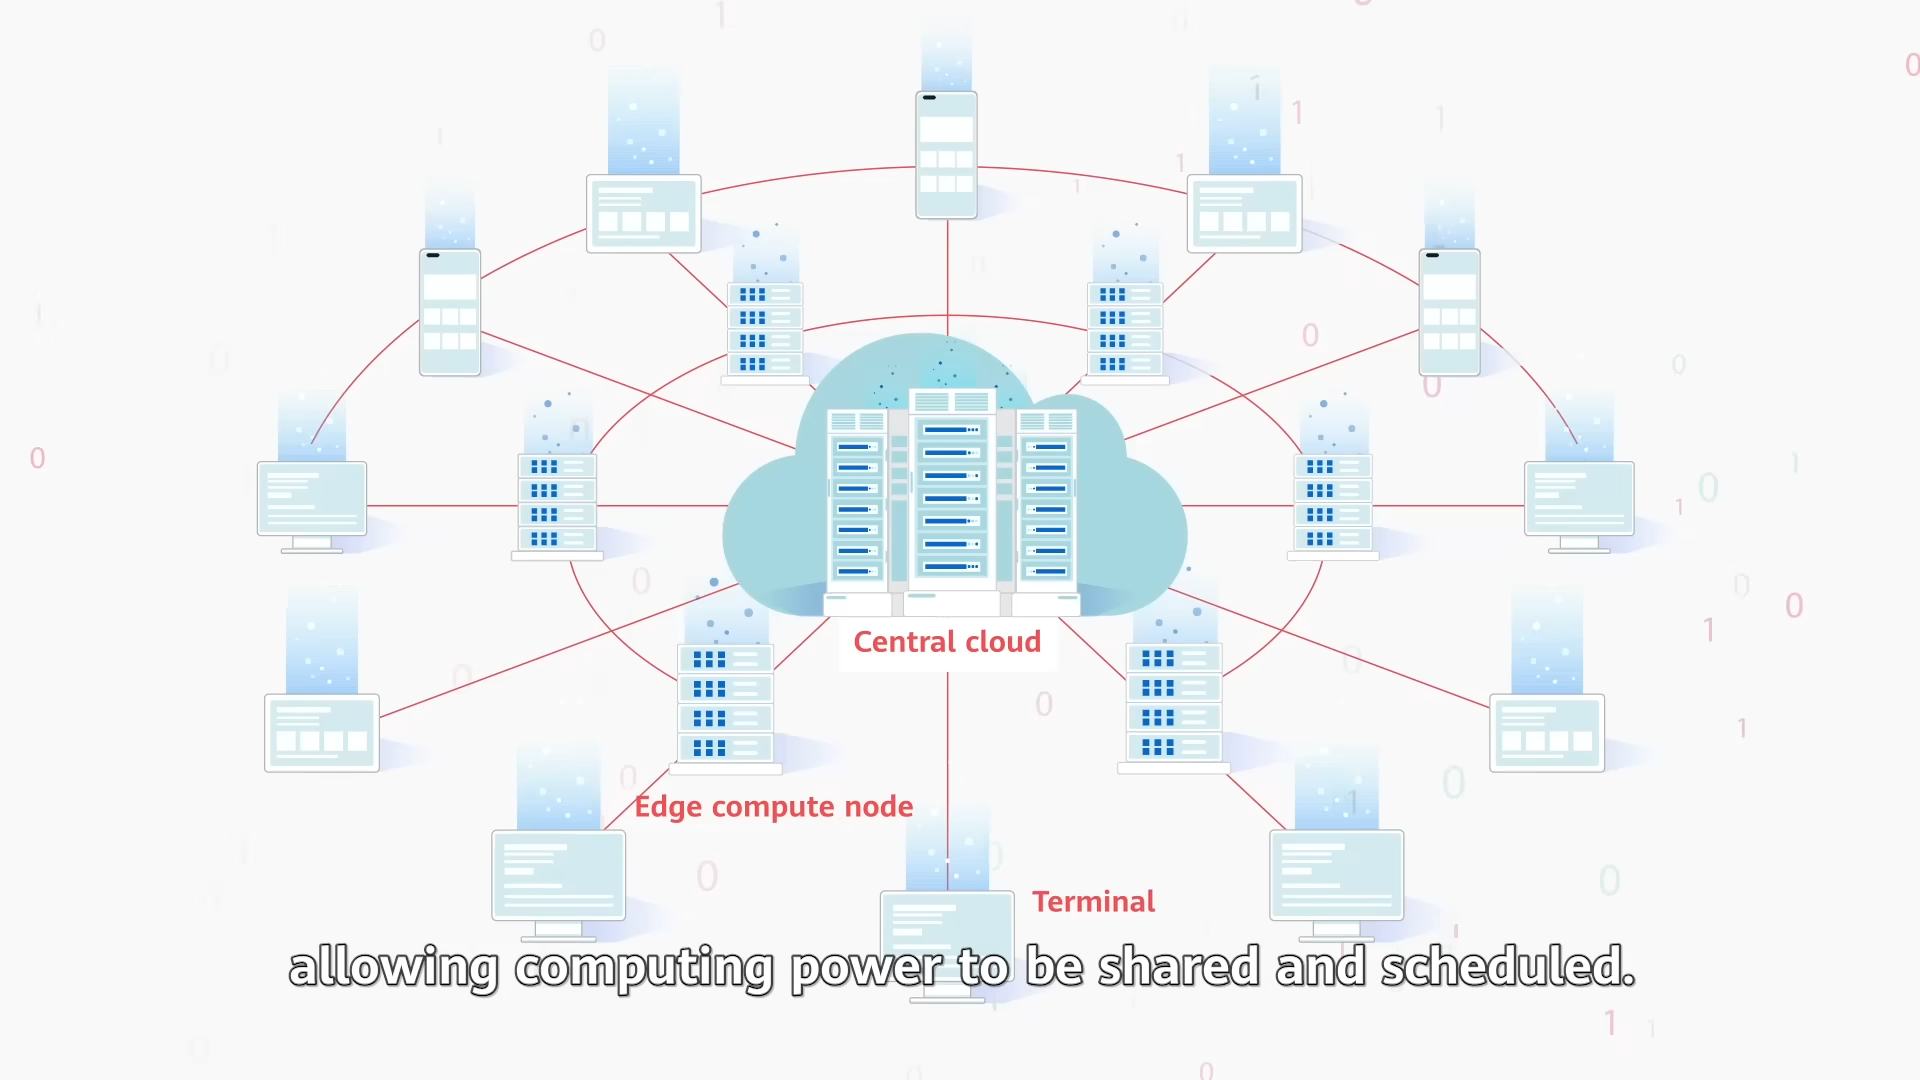 Central cloud
Edge compute node
Terminal
allowing computing power to be shared and scheduled.